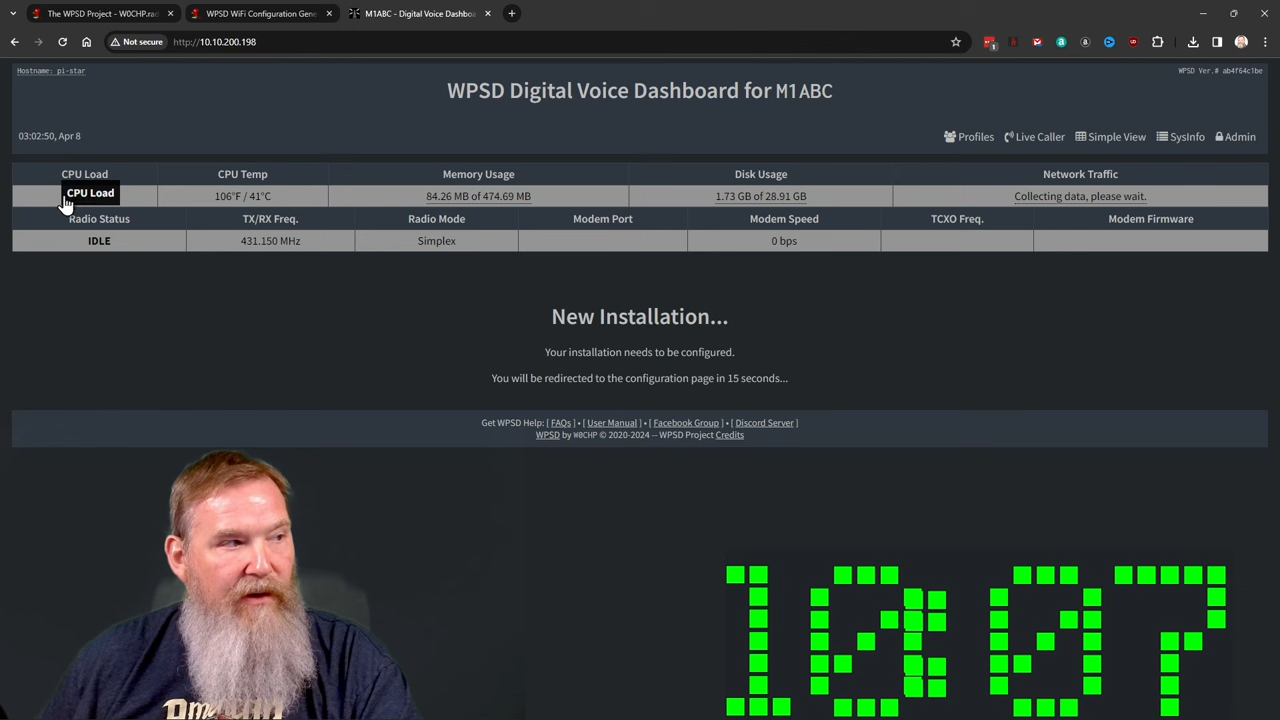 The WPSD Project - W0CHP.rad
WPSD WiFi Configuration Gene
M1ABC - Digital Voice Dashboa
Not secure
http://10.10.200.198
Hostname: pi-star
WPSD Ver.# ab4f64c1be
WPSD Digital Voice Dashboard for M1ABC
03:02:50, Apr 8
Profiles
Live Caller
Simple View
SysInfo
Admin
CPU Load
CPU Temp
Memory Usage
Disk Usage
Network Traffic
CPU Load
106°F / 41°C
84.26 MB of 474.69 MB
1.73 GB of 28.91 GB
Collecting data, please wait.
Radio Status
TX/RX Freq.
Radio Mode
Modem Port
Modem Speed
TCXO Freq.
Modem Firmware
IDLE
431.150 MHz
Simplex
0 bps
New Installation...
Your installation needs to be configured.
You will be redirected to the configuration page in 15 seconds...
Get WPSD Help: [ FAQs ] • [ User Manual ] • [ Facebook Group ] • [ Discord Server ]
WPSD by W0CHP © 2020-2024 -- WPSD Project Credits
10:07